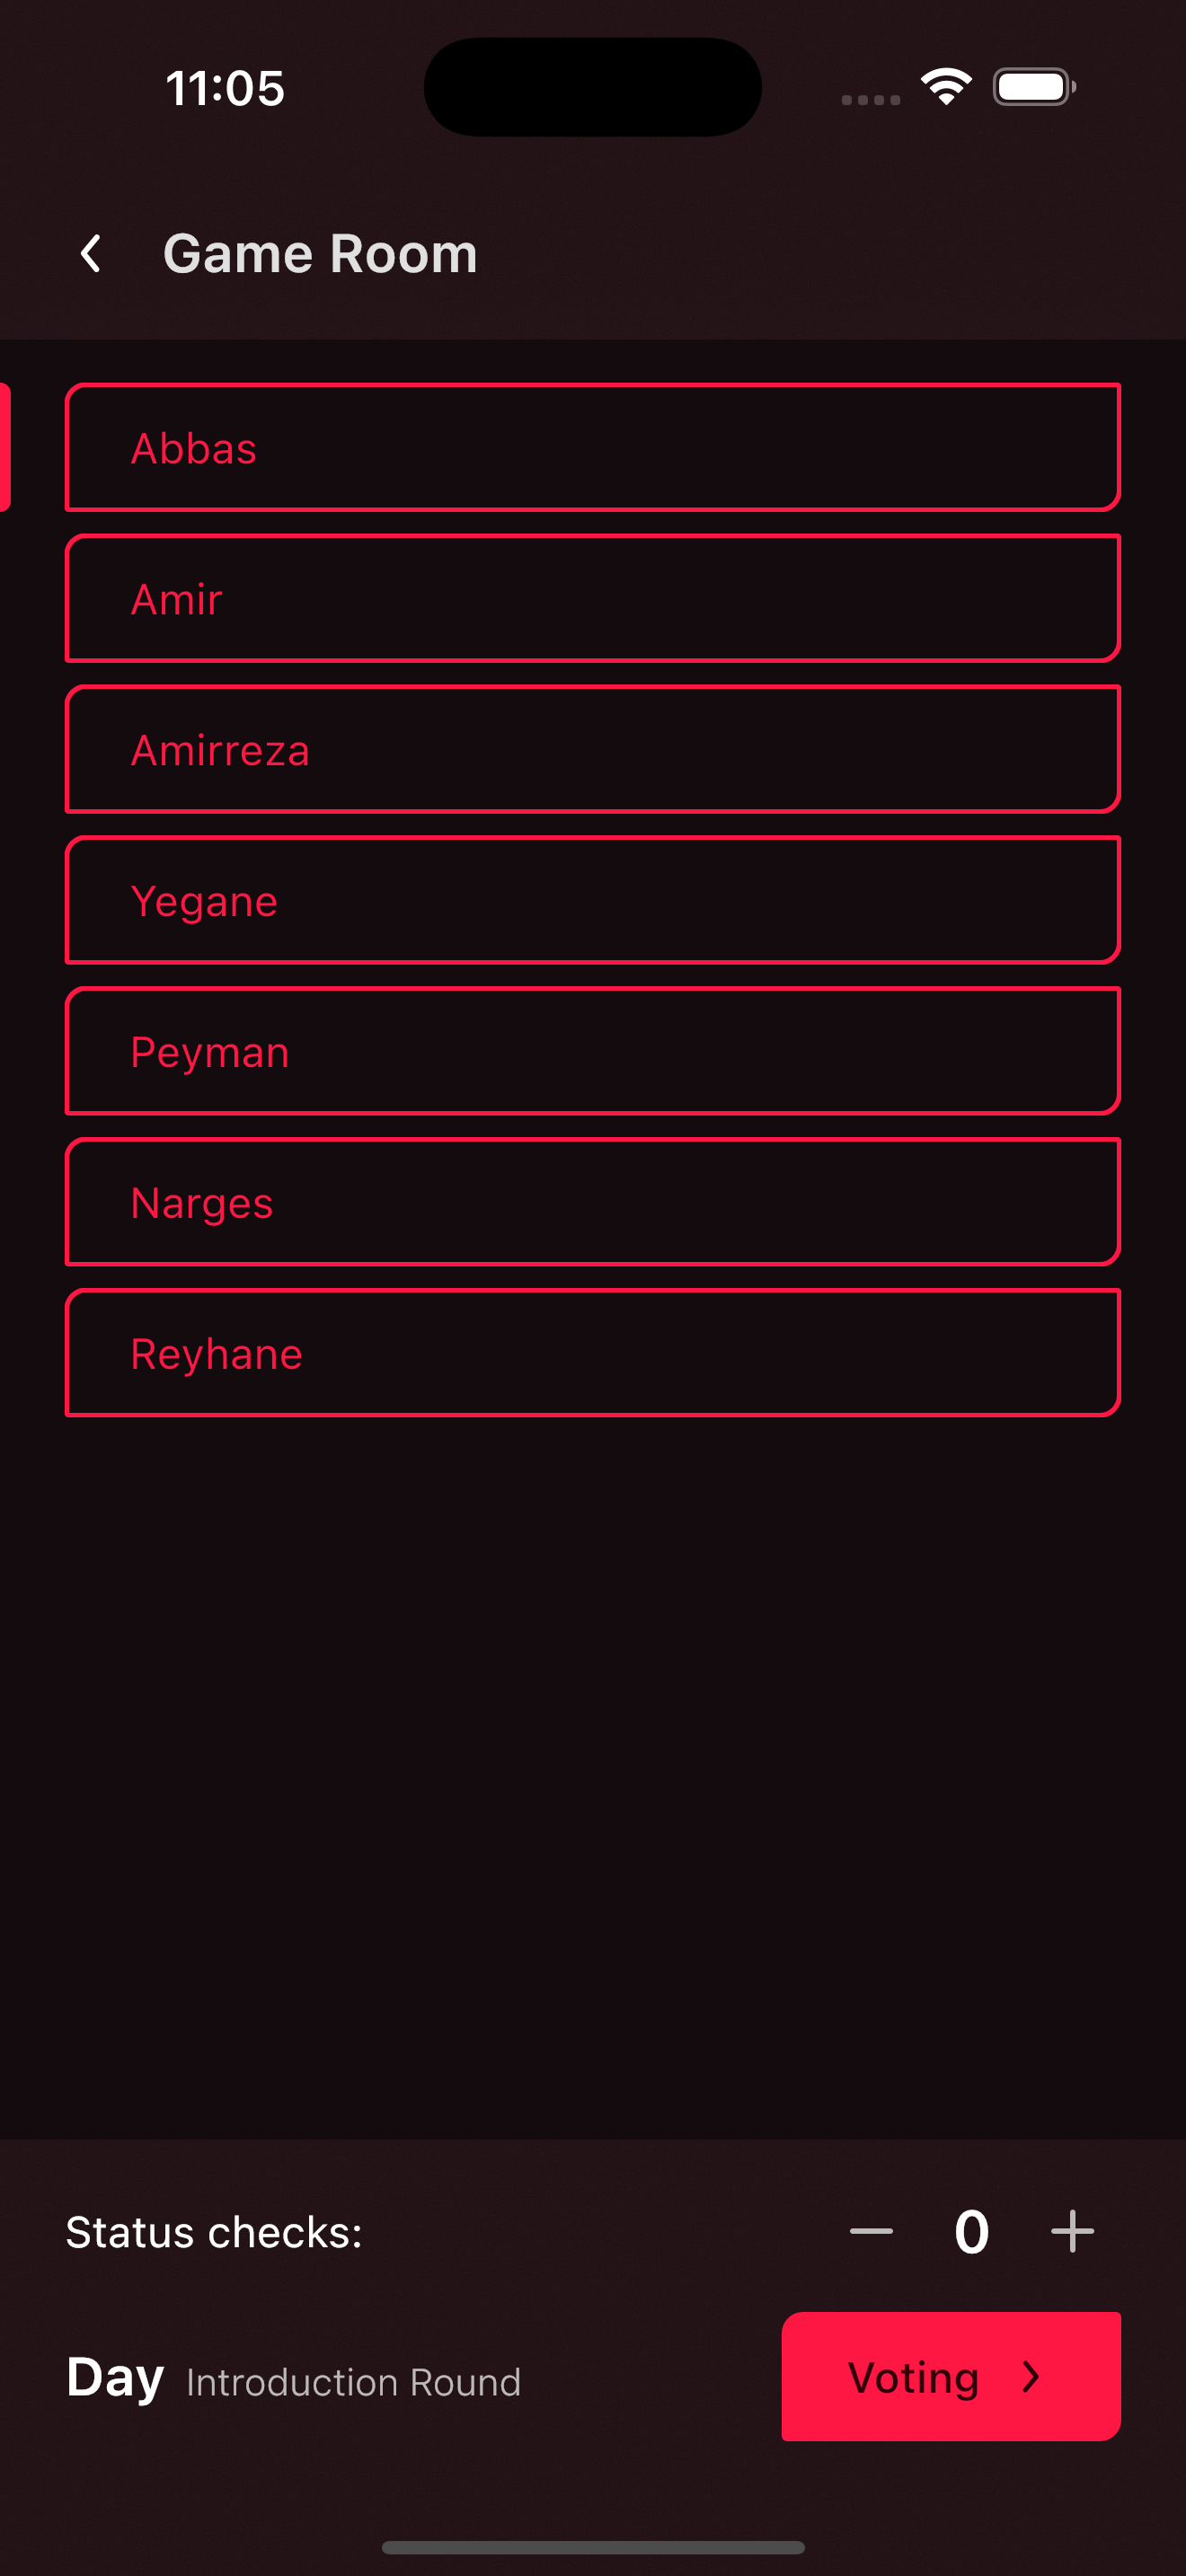 11:05
Game Room
Abbas
Amir
Amirreza
Yegane
Peyman
Narges
Reyhane
Status checks: 0
Day Introduction Round Voting